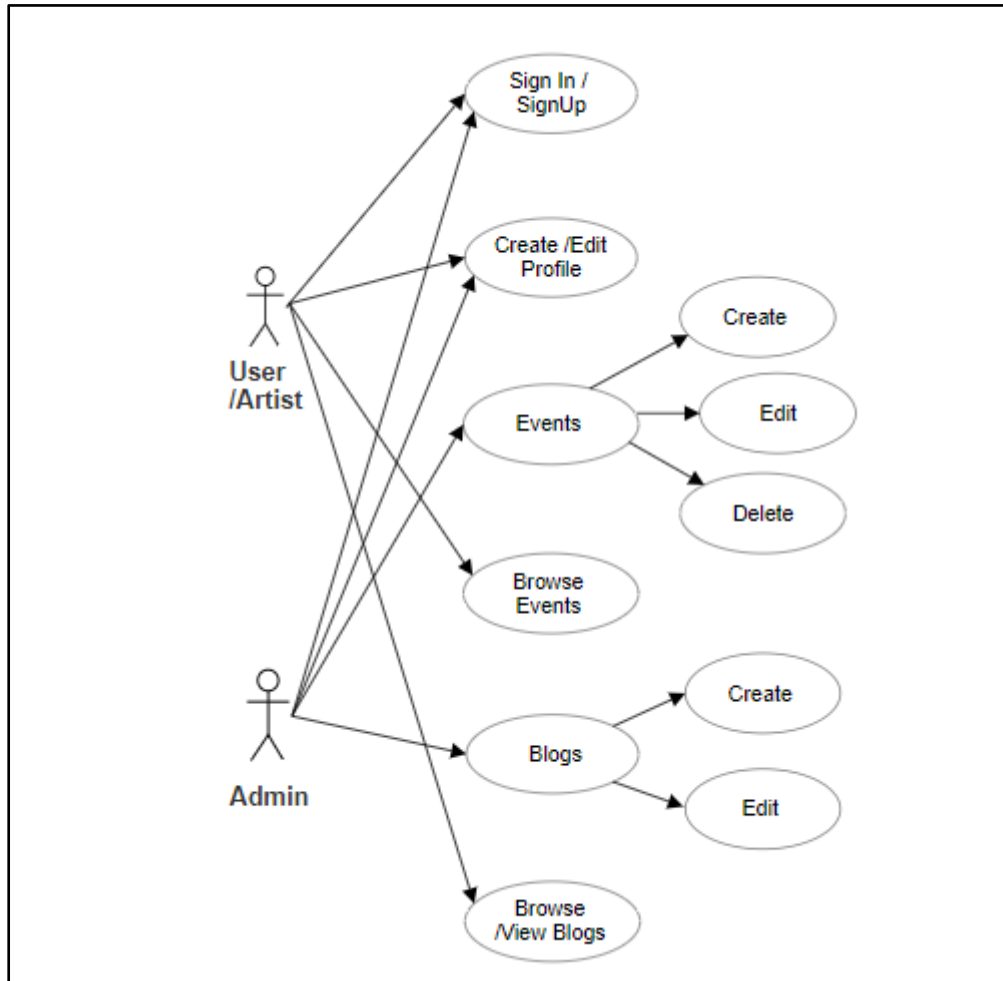 Sign In /
SignUp
Create /Edit
Profile
Create
User
/Artist
Events
Edit
Delete
Browse
Events
Create
Admin
Blogs
Edit
Browse
/View Blogs